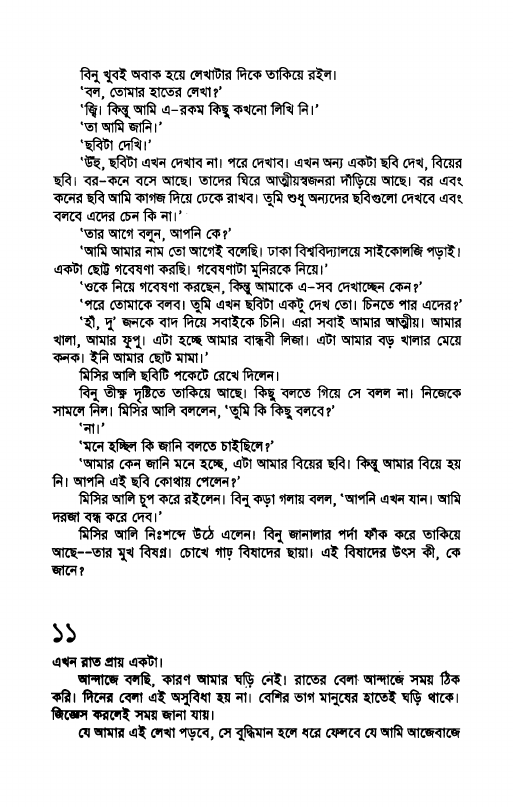 বিনু খুবই অবাক হয়ে লেখাটার দিকে তাকিয়ে রইল।
‘বল, তোমার হাতের লেখা?’
‘জ্বি। কিন্তু আমি এ-রকম কিছু কখনো লিখি নি।’
‘তা আমি জানি।’
‘ছবিটা দেখি।’
‘উঁহু, ছবিটা এখন দেখাব না। পরে দেখাব। এখন অন্য একটা ছবি দেখ, বিয়ের
ছবি। বর-কনে বসে আছে। তাদের ঘিরে আত্মীয়স্বজনরা দাঁড়িয়ে আছে। বর এবং
কনের ছবি আমি কাগজ দিয়ে ঢেকে রাখব। তুমি শুধু অন্যদের ছবিগুলো দেখবে এবং
বলবে এদের চেন কি না।’
‘তার আগে বলুন, আপনি কে?’
‘আমি আমার নাম তো আগেই বলেছি। ঢাকা বিশ্ববিদ্যালয়ে সাইকোলজি পড়াই।
একটা ছোট্ট গবেষণা করছি। গবেষণাটা মুনিরকে নিয়ে।’
‘ওকে নিয়ে গবেষণা করছেন, কিন্তু আমাকে এ-সব দেখাচ্ছেন কেন?’
‘পরে তোমাকে বলব। তুমি এখন ছবিটা একটু দেখ তো। চিনতে পার এদের?’
‘হাঁ, দু’ জনকে বাদ দিয়ে সবাইকে চিনি। এরা সবাই আমার আত্মীয়। আমার
খালা, আমার ফুপু। এটা হচ্ছে আমার বান্ধবী লিজা। এটা আমার বড় খালার মেয়ে
কনক। ইনি আমার ছোট মামা।’
মিসির আলি ছবিটি পকেটে রেখে দিলেন।
বিনু তীক্ষ্ণ দৃষ্টিতে তাকিয়ে আছে। কিছু বলতে গিয়ে সে বলল না। নিজেকে
সামলে নিল। মিসির আলি বললেন, ‘তুমি কি কিছু বলবে?’
‘না।’
‘মনে হচ্ছিল কি জানি বলতে চাইছিলে?’
‘আমার কেন জানি মনে হচ্ছে, এটা আমার বিয়ের ছবি। কিন্তু আমার বিয়ে হয়
নি। আপনি এই ছবি কোথায় পেলেন?’
মিসির আলি চুপ করে রইলেন। বিনু কড়া গলায় বলল, ‘আপনি এখন যান। আমি
দরজা বন্ধ করে দেব।’
মিসির আলি নিঃশব্দে উঠে এলেন। বিনু জানালার পর্দা ফাঁক করে তাকিয়ে
আছে--তার মুখ বিষণ্ন। চোখে গাঢ় বিষাদের ছায়া। এই বিষাদের উৎস কী, কে
জানে?
১১
এখন রাত প্রায় একটা।
আন্দাজে বলছি, কারণ আমার ঘড়ি নেই। রাতের বেলা আন্দাজে সময় ঠিক
করি। দিনের বেলা এই অসুবিধা হয় না। বেশির ভাগ মানুষের হাতেই ঘড়ি থাকে।
জিজ্ঞেস করলেই সময় জানা যায়।
যে আমার এই লেখা পড়বে, সে বুদ্ধিমান হলে ধরে ফেলবে যে আমি আজেবাজে